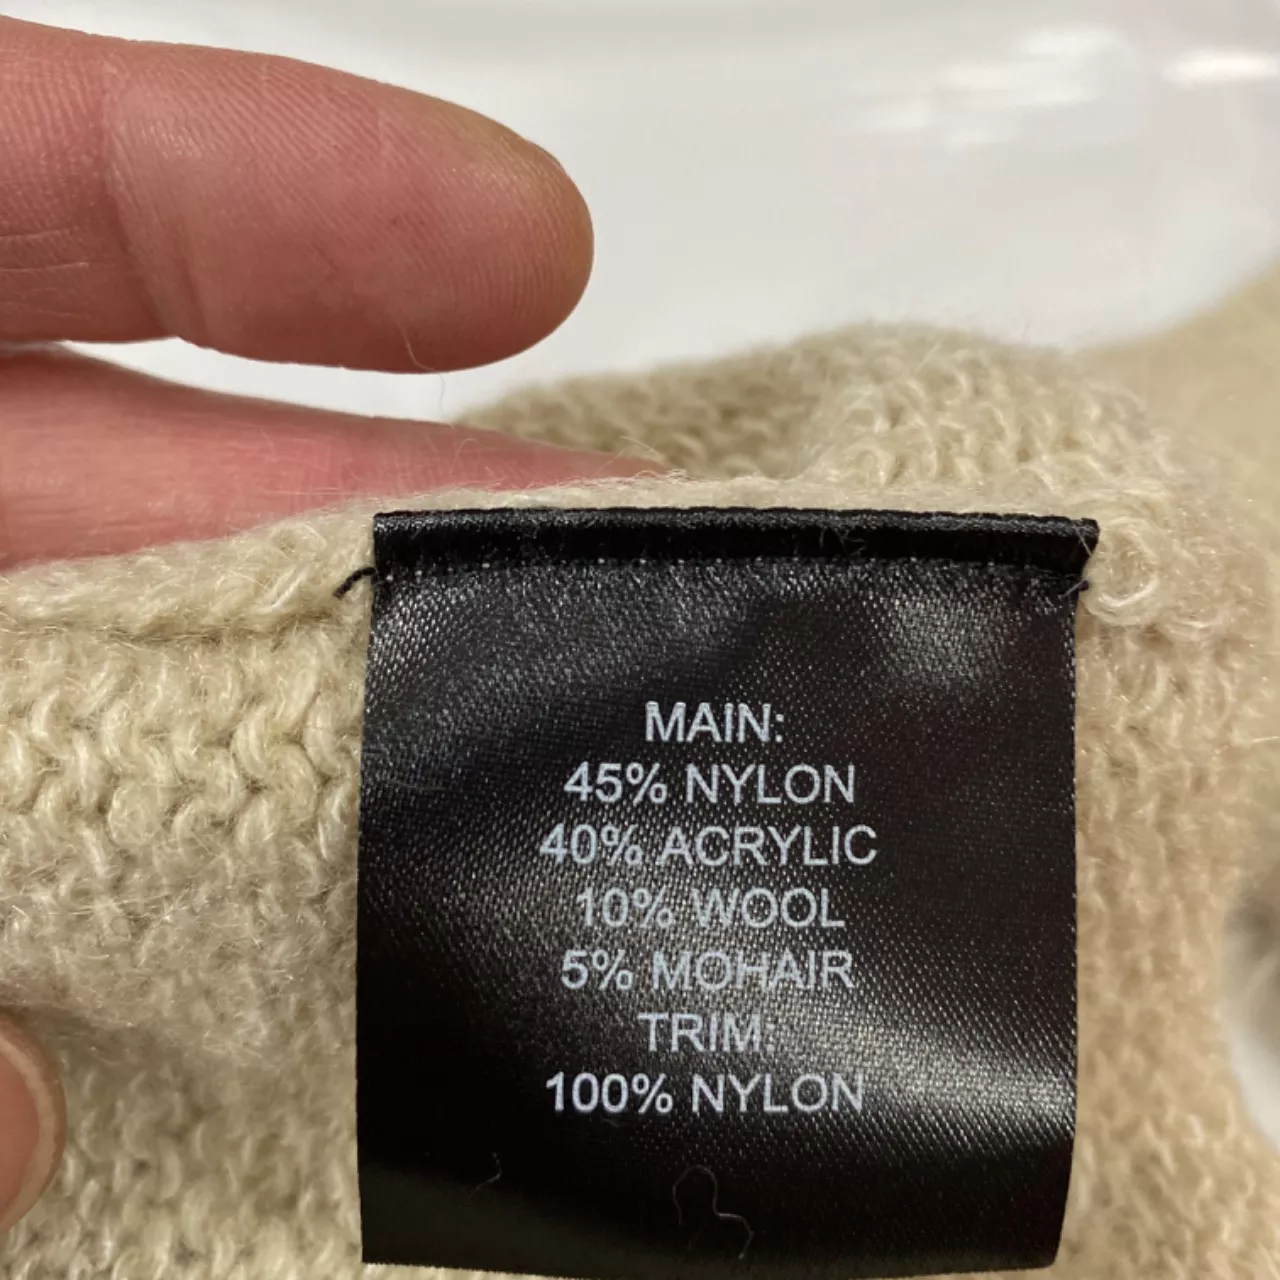 MAIN:
45% NYLON
40% ACRYLIC
10% WOOL
5% MOHAIR
TRIM:
100% NYLON